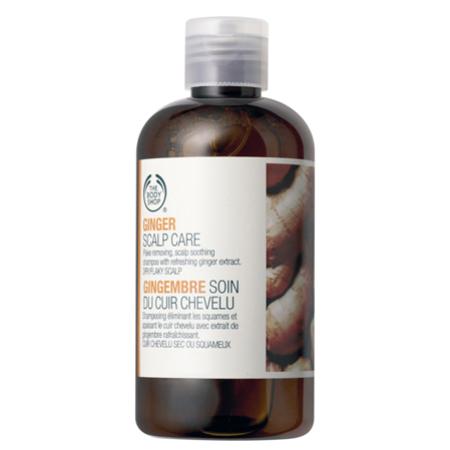 THE
BODY
SHOP
®
GINGER
SCALP CARE
Flake removing, scalp soothing
shampoo with refreshing ginger extract.
DRY/FLAKY SCALP
GINGEMBRE SOIN
DU CUIR CHEVELU
Shampooing éliminant les squames et
apaisant le cuir chevelu avec extrait de
gingembre rafraîchissant.
CUIR CHEVELU SEC OU SQUAMEUX